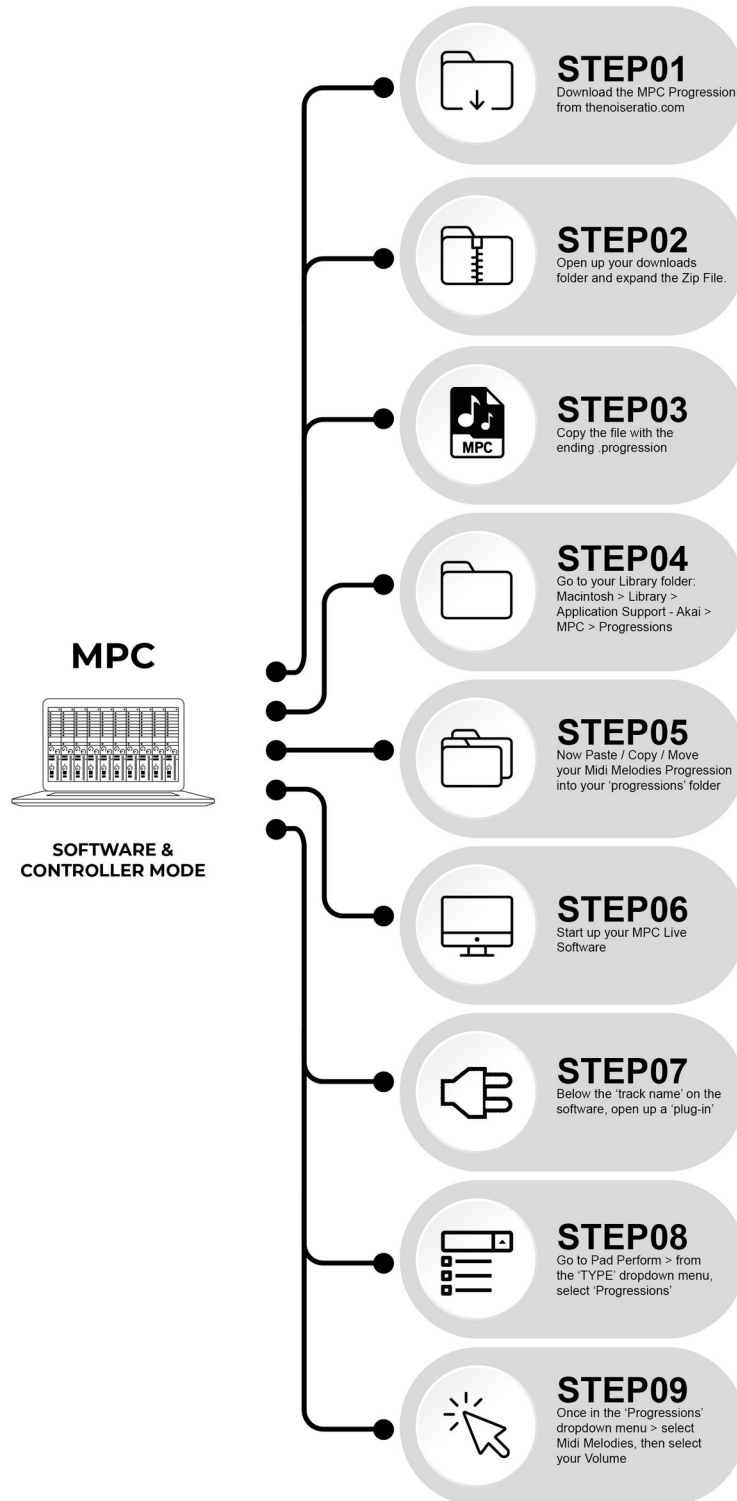 STEP01
Download the MPC Progression
from thenoiseratio.com
STEP02
Open up your downloads
folder and expand the Zip File.
STEP03
Copy the file with the
ending .progression
MPC
STEP04
Go to your Library folder:
Macintosh > Library >
Application Support - Akai >
MPC > Progressions
MPC
SOFTWARE &
CONTROLLER MODE
STEP05
Now Paste / Copy / Move
your Midi Melodies Progression
into your ‘progressions’ folder
STEP06
Start up your MPC Live
Software
STEP07
Below the ‘track name’ on the
software, open up a ‘plug-in’
STEP08
Go to Pad Perform > from
the ‘TYPE’ dropdown menu,
select ‘Progressions’
STEP09
Once in the ‘Progressions’
dropdown menu > select
Midi Melodies, then select
your Volume